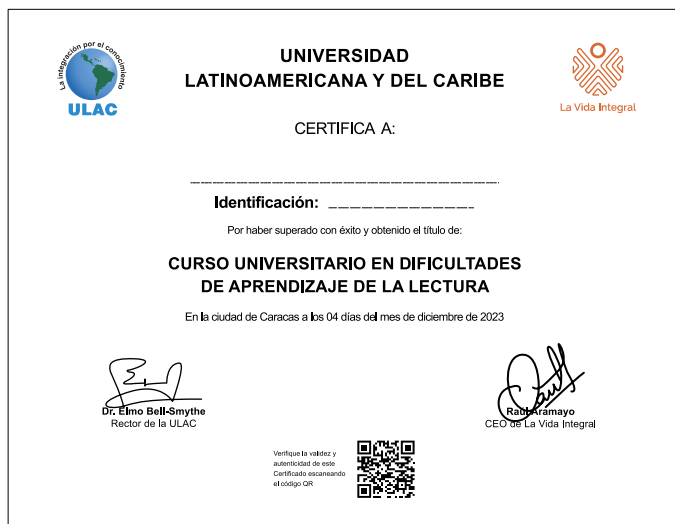 La integración por el conocimiento
ULAC
UNIVERSIDAD
LATINOAMERICANA Y DEL CARIBE
La Vida Integral
CERTIFICA A:
Identificación:
Por haber superado con éxito y obtenido el título de:
CURSO UNIVERSITARIO EN DIFICULTADES
DE APRENDIZAJE DE LA LECTURA
En la ciudad de Caracas a los 04 días del mes de diciembre de 2023
Dr. Elmo Bell-Smythe
Rector de la ULAC
Raúl Aramayo
CEO de La Vida Integral
Verifique la validez y
autenticidad de este
Certificado escaneando
el código QR